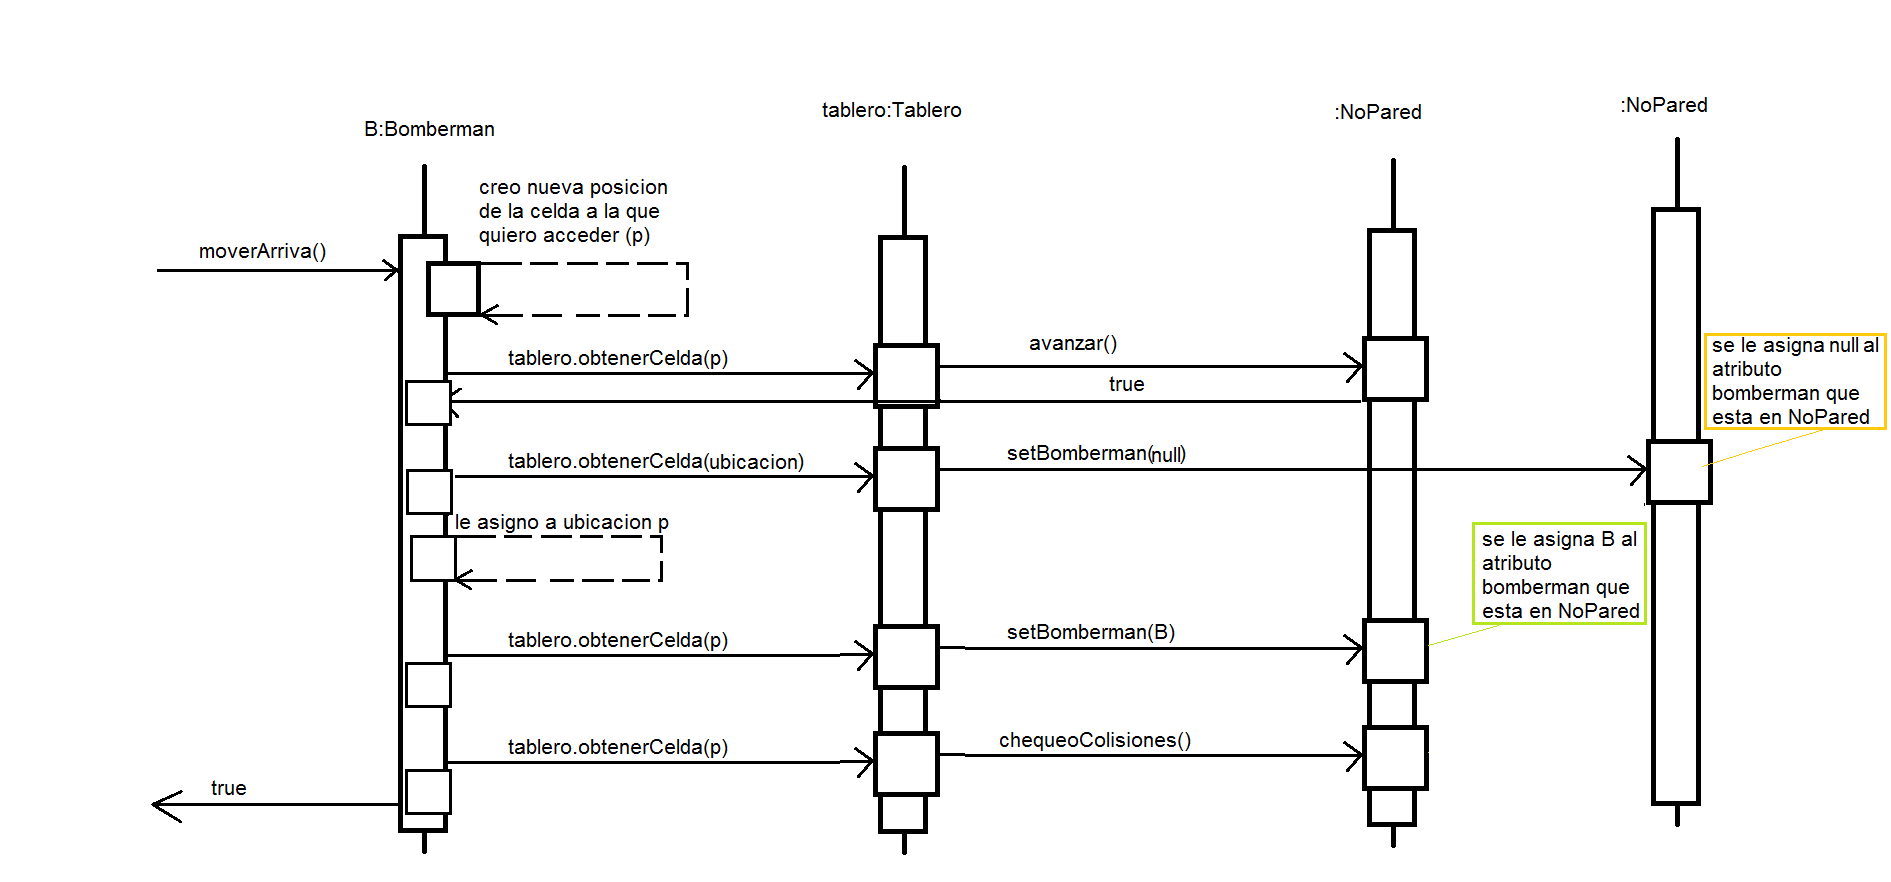 B:Bomberman
tablero:Tablero
:NoPared
:NoPared
creo nueva posicion
de la celda a la que
quiero acceder (p)
moverArriva()
tablero.obtenerCelda(p)
avanzar()
true
se le asigna null al
atributo
bomberman que
esta en NoPared
tablero.obtenerCelda(ubicacion)
setBomberman(null)
le asigno a ubicacion p
se le asigna B al
atributo
bomberman que
esta en NoPared
tablero.obtenerCelda(p)
setBomberman(B)
tablero.obtenerCelda(p)
chequeoColisiones()
true